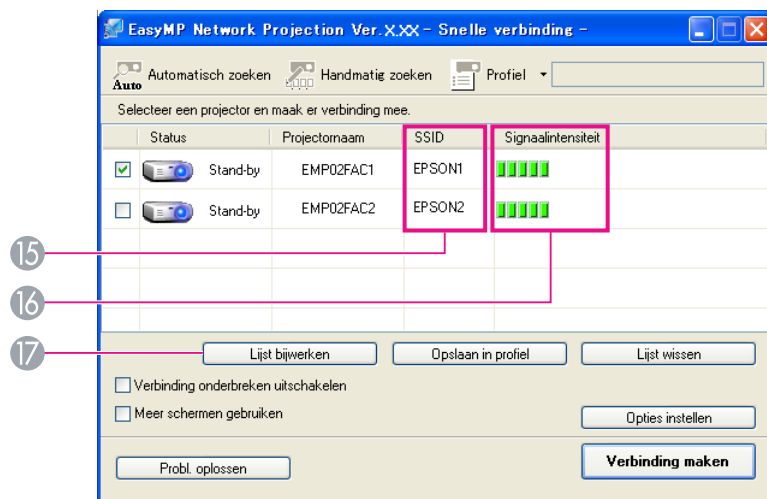 EasyMP Network Projection Ver.X.XX - Snelle verbinding -
Auto Automatisch zoeken Handmatig zoeken Profiel
Selecteer een projector en maak er verbinding mee.
Status Projectornaam SSID Signaalintensiteit
Stand-by EMP02FAC1 EPSON1
Stand-by EMP02FAC2 EPSON2
15
16
17
Lijst bijwerken Opslaan in profiel Lijst wissen
Verbinding onderbreken uitschakelen
Meer schermen gebruiken
Opties instellen
Probl. oplossen Verbinding maken